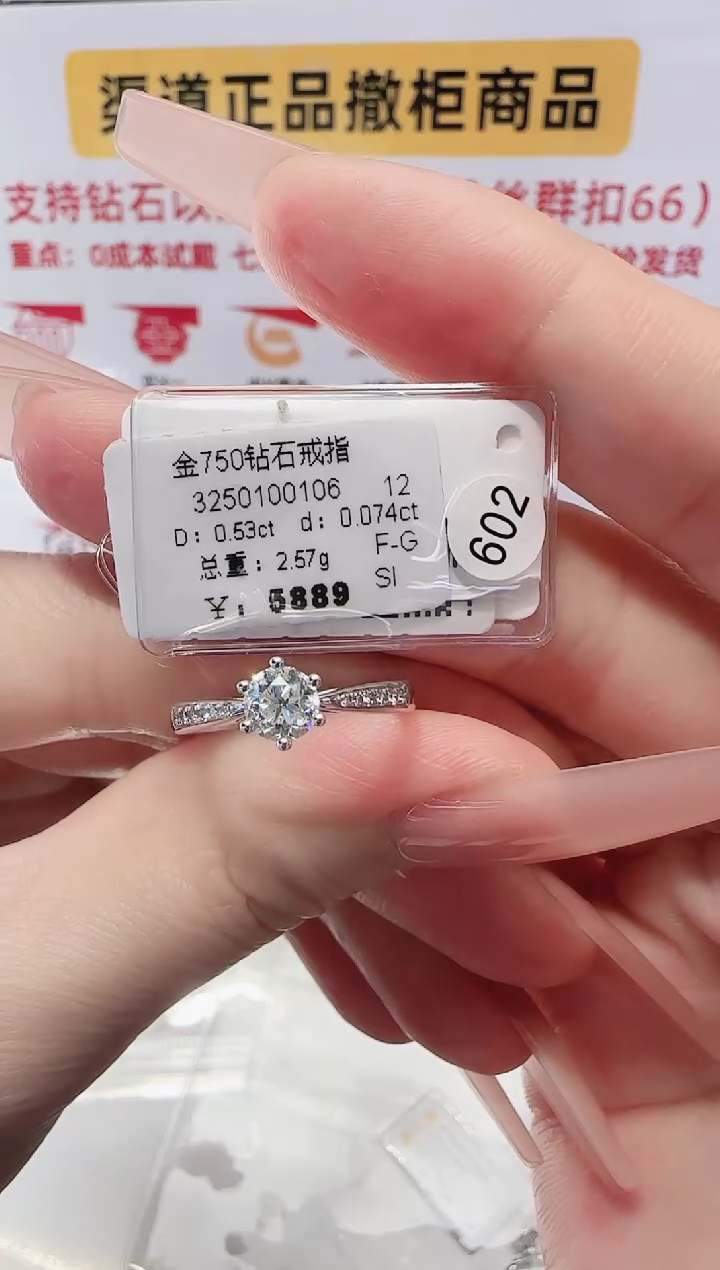 渠道正品撤柜商品
支持钻石以 群扣66）
重点：0成本试戴 七 发货
金750钻石戒指
3250100106 12
D：0.53ct d：0.074ct
F-G
总重：2.57g
SI
5889
602